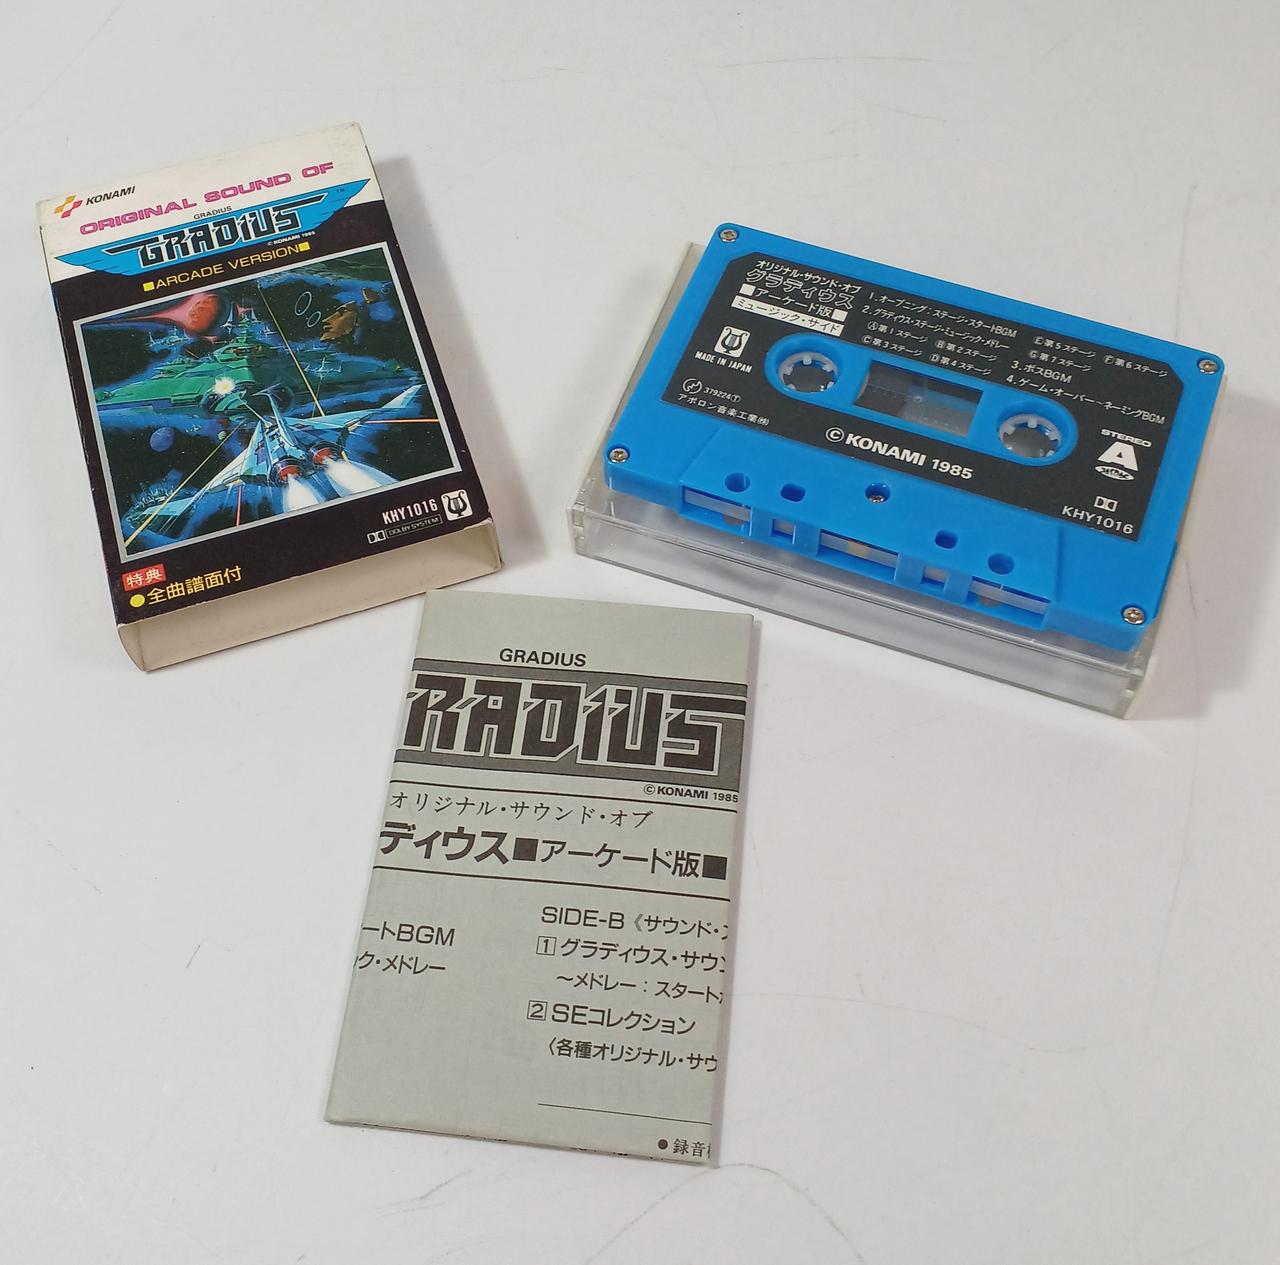 KONAMI
ORIGINAL SOUND OF
GRADIUS
GRADIUS
TM
© KONAMI 1985
■ARCADE VERSION■
KHY1016
DOLBY SYSTEM
特典
●全曲譜面付
オリジナル・サウンド・オブ
グラディウス
■アーケード版
ミュージック・サイド
1. オープニング：ステージ・スタートBGM
2. グラディウス・ステージ・ミュージック・メドレー
Ⓐ第1ステージ
Ⓑ第2ステージ
Ⓒ第3ステージ
Ⓓ第4ステージ
Ⓔ第5ステージ
Ⓕ第6ステージ
Ⓖ第7ステージ
3. ボスBGM
4. ゲーム・オーバー～ネーミングBGM
MADE IN JAPAN
379224Ⓣ
アポロン音楽工業㈱
© KONAMI 1985
STEREO
A
KHY1016
GRADIUS
RADIUS
© KONAMI 1985
オリジナル・サウンド・オブ
ディウス■アーケード版■
ートBGM
ク・メドレー
SIDE-B《サウンド・
1 グラディウス・サウン
～メドレー：スタート
2 SEコレクション
〈各種オリジナル・サウ
●録音